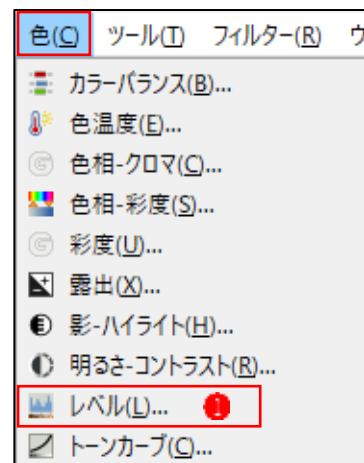 色(C) ツール(T) フィルター(R) ウ
カラーバランス(B)...
色温度(E)...
色相-クロマ(C)...
色相-彩度(S)...
彩度(U)...
露出(X)...
影-ハイライト(H)...
明るさ-コントラスト(R)...
レベル(L)... 1
トーンカーブ(C)...